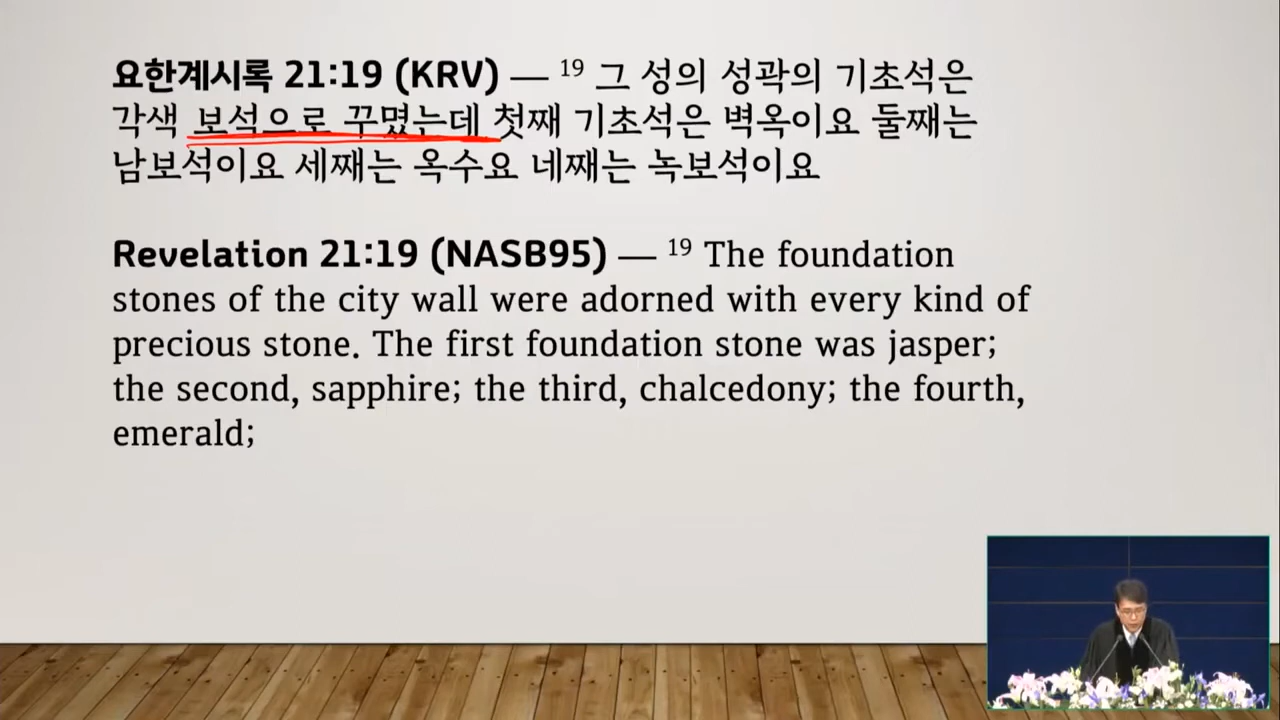 요한계시록 21:19 (KRV) — 19 그 성의 성곽의 기초석은
각색 보석으로 꾸몄는데 첫째 기초석은 벽옥이요 둘째는
남보석이요 세째는 옥수요 네째는 녹보석이요
Revelation 21:19 (NASB95) — 19 The foundation
stones of the city wall were adorned with every kind of
precious stone. The first foundation stone was jasper;
the second, sapphire; the third, chalcedony; the fourth,
emerald;